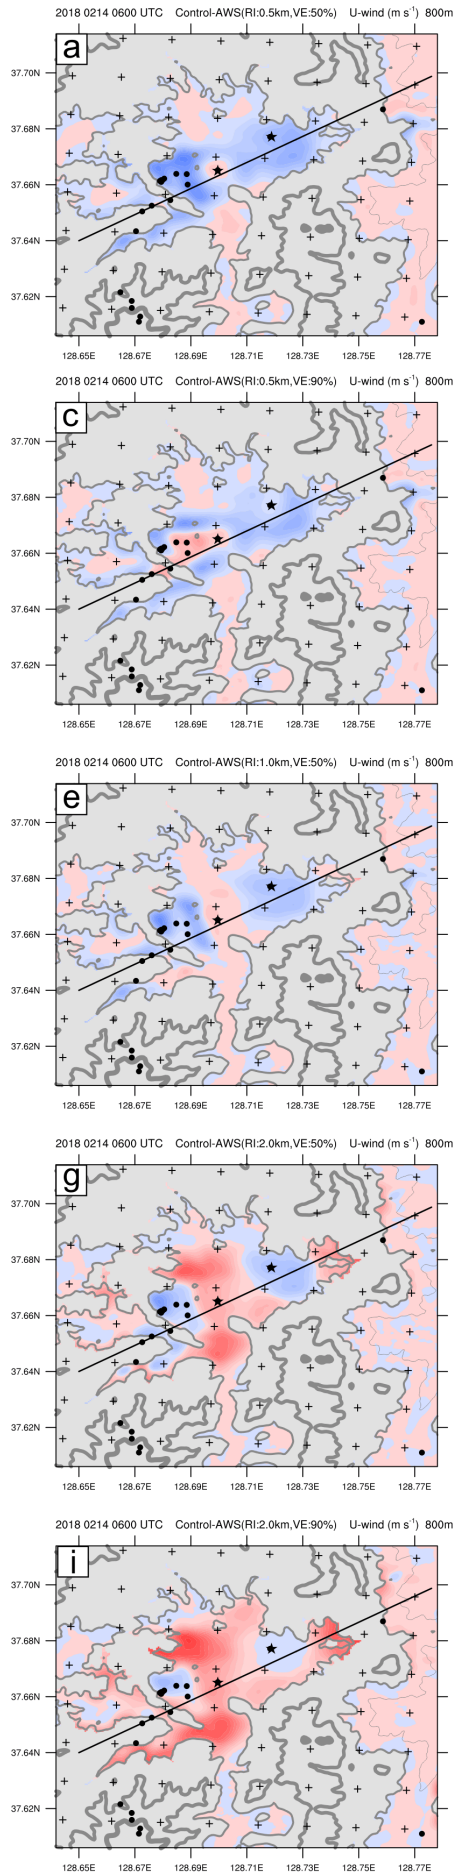 2018 0214 0600 UTC Control-AWS(RI:0.5km,VE:50%) U-wind (m s⁻¹) 800m
a
37.70N
37.68N
37.66N
37.64N
37.62N
128.65E 128.67E 128.69E 128.71E 128.73E 128.75E 128.77E
2018 0214 0600 UTC Control-AWS(RI:0.5km,VE:90%) U-wind (m s⁻¹) 800m
c
37.70N
37.68N
37.66N
37.64N
37.62N
128.65E 128.67E 128.69E 128.71E 128.73E 128.75E 128.77E
2018 0214 0600 UTC Control-AWS(RI:1.0km,VE:50%) U-wind (m s⁻¹) 800m
e
37.70N
37.68N
37.66N
37.64N
37.62N
128.65E 128.67E 128.69E 128.71E 128.73E 128.75E 128.77E
2018 0214 0600 UTC Control-AWS(RI:2.0km,VE:50%) U-wind (m s⁻¹) 800m
g
37.70N
37.68N
37.66N
37.64N
37.62N
128.65E 128.67E 128.69E 128.71E 128.73E 128.75E 128.77E
2018 0214 0600 UTC Control-AWS(RI:2.0km,VE:90%) U-wind (m s⁻¹) 800m
i
37.70N
37.68N
37.66N
37.64N
37.62N
128.65E 128.67E 128.69E 128.71E 128.73E 128.75E 128.77E